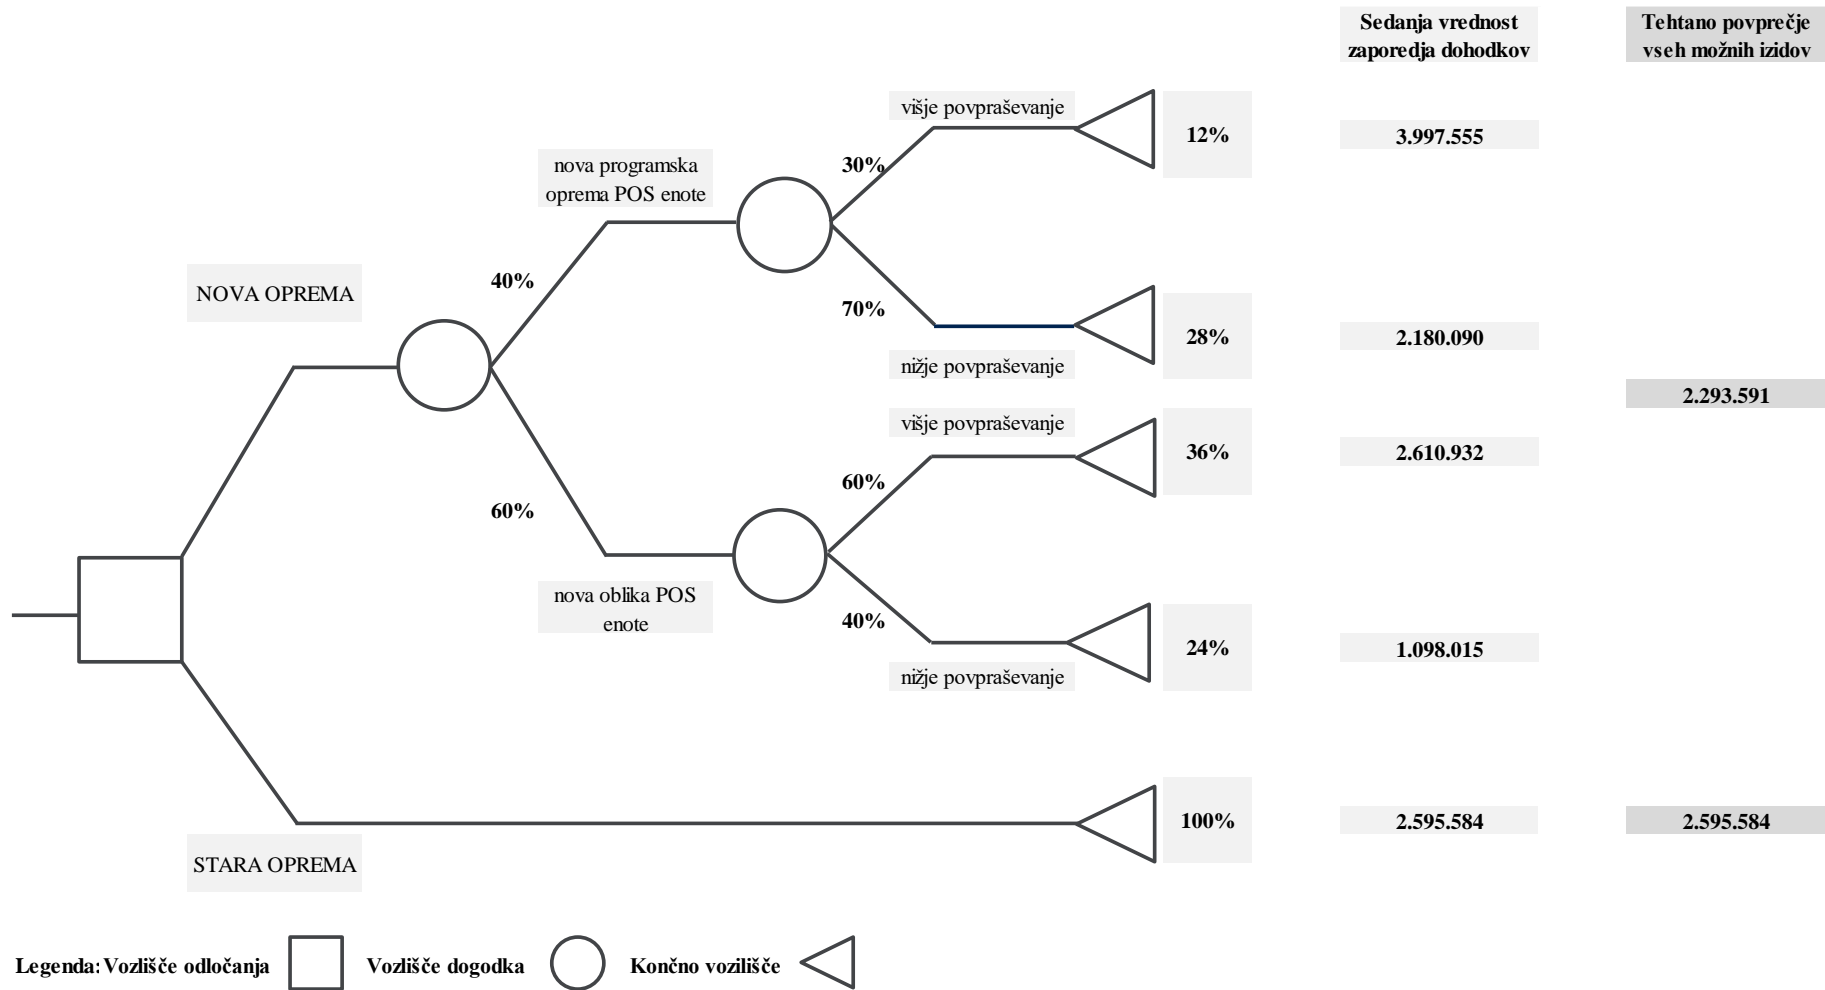 Sedanja vrednost
zaporedja dohodkov
Tehtano povprečje
vseh možnih izidov
višje povpraševanje
12%
3.997.555
nova programska
oprema POS enote
30%
40%
NOVA OPREMA
70%
28%
2.180.090
nižje povpraševanje
2.293.591
višje povpraševanje
36%
2.610.932
60%
60%
nova oblika POS
enote
40%
24%
1.098.015
nižje povpraševanje
100%
2.595.584
2.595.584
STARA OPREMA
Legenda: Vozlišče odločanja
Vozlišče dogodka
Končno vozilišče